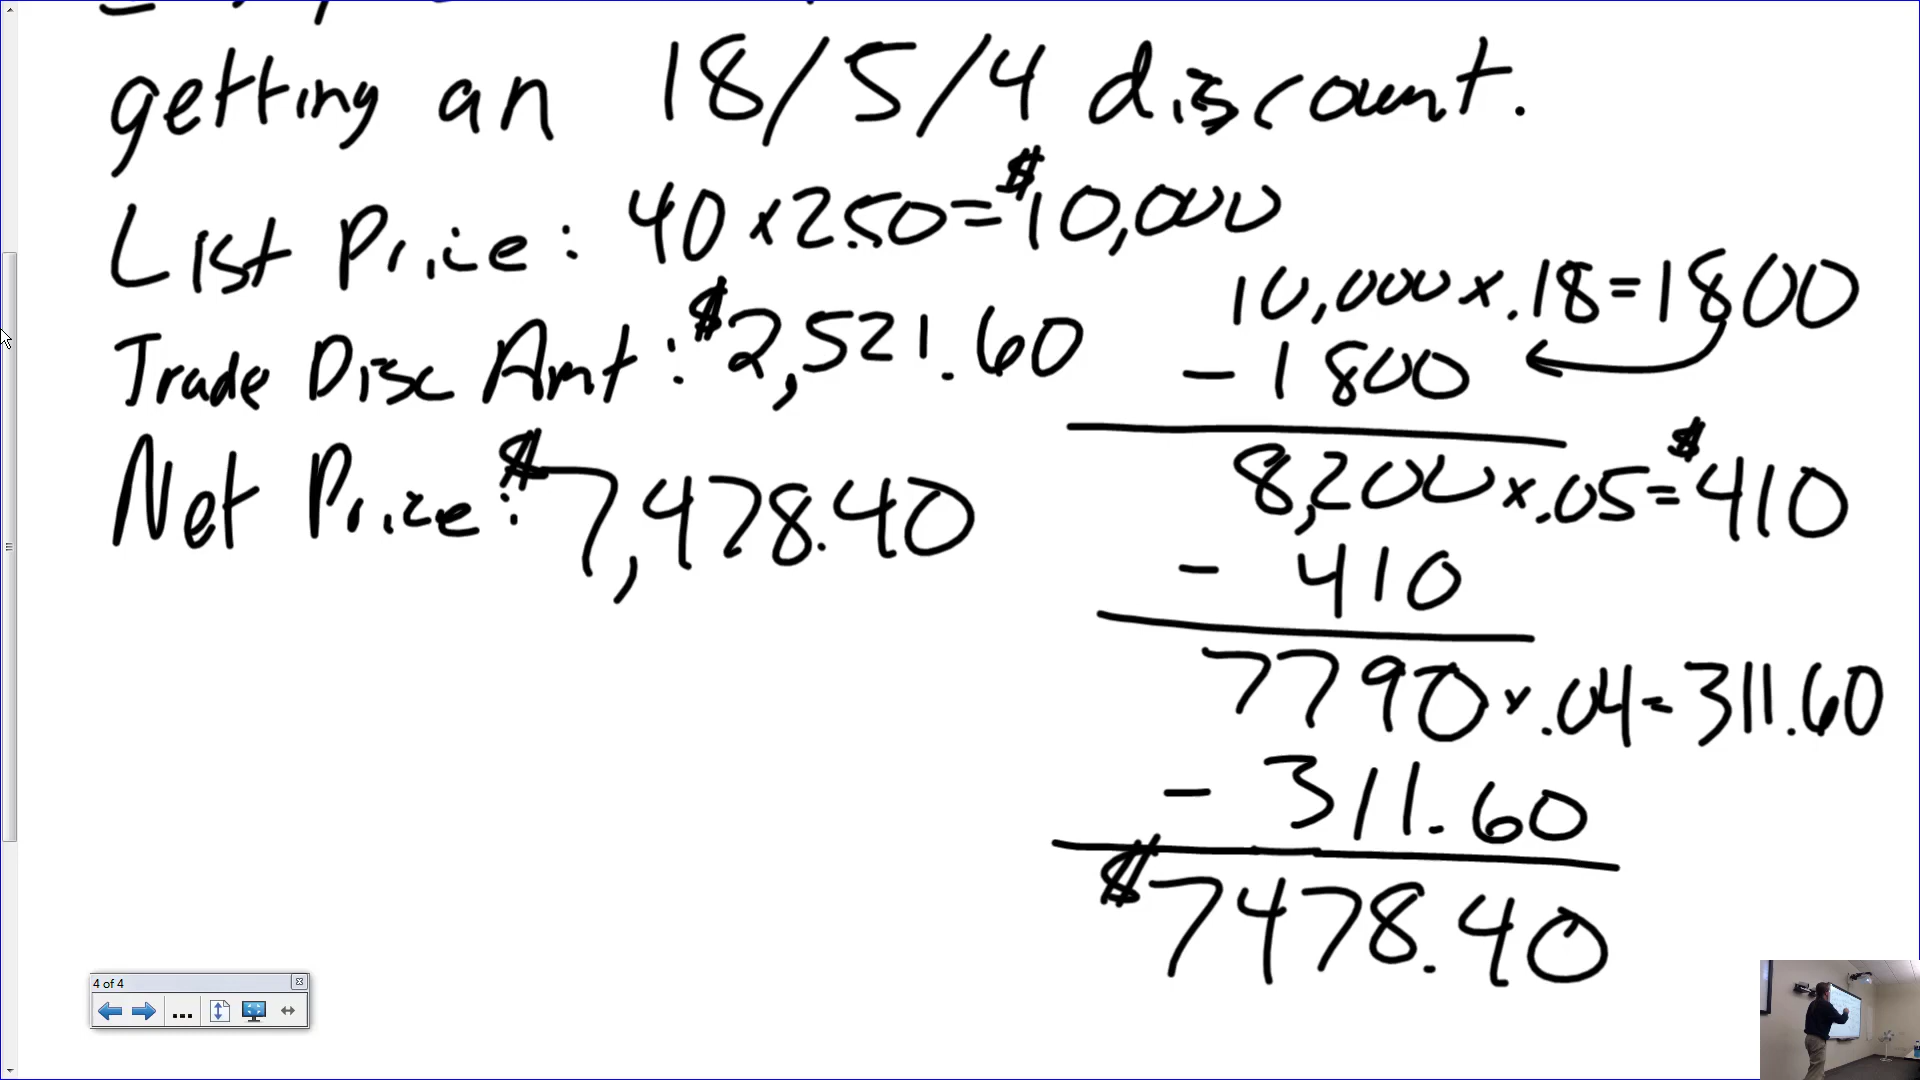 getting an 18/5/4 discount.
List Price: 40 x 250 = $10,000
Trade Disc Amt: $2,521.60
Net Price: $7,478.40
10,000 x .18 = 1800
- 1800
8,200 x .05 = $410
- 410
7790 x .04 = 311.60
- 311.60
$7478.40
4 of 4
...